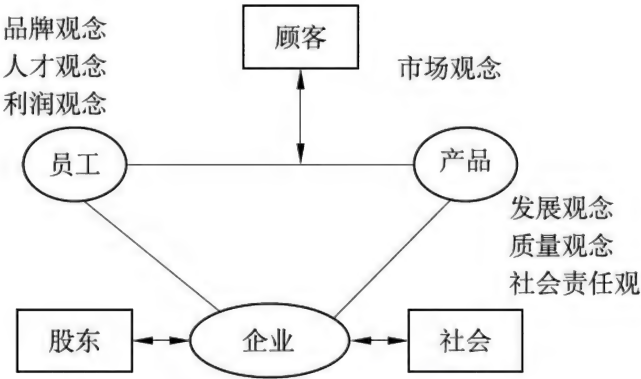 品牌观念
人才观念
利润观念
顾客
市场观念
员工
产品
发展观念
质量观念
社会责任观
股东
企业
社会